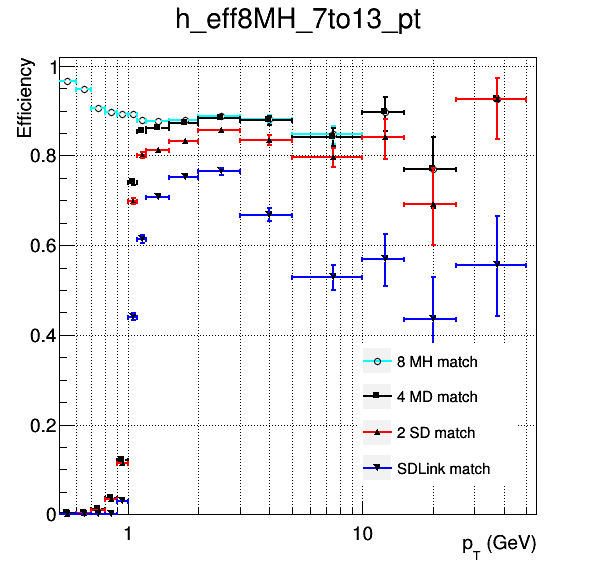 h_eff8MH_7to13_pt
Efficiency
1
0.8
0.6
0.4
0.2
0
8 MH match
4 MD match
2 SD match
SDLink match
1
10
p_T (GeV)